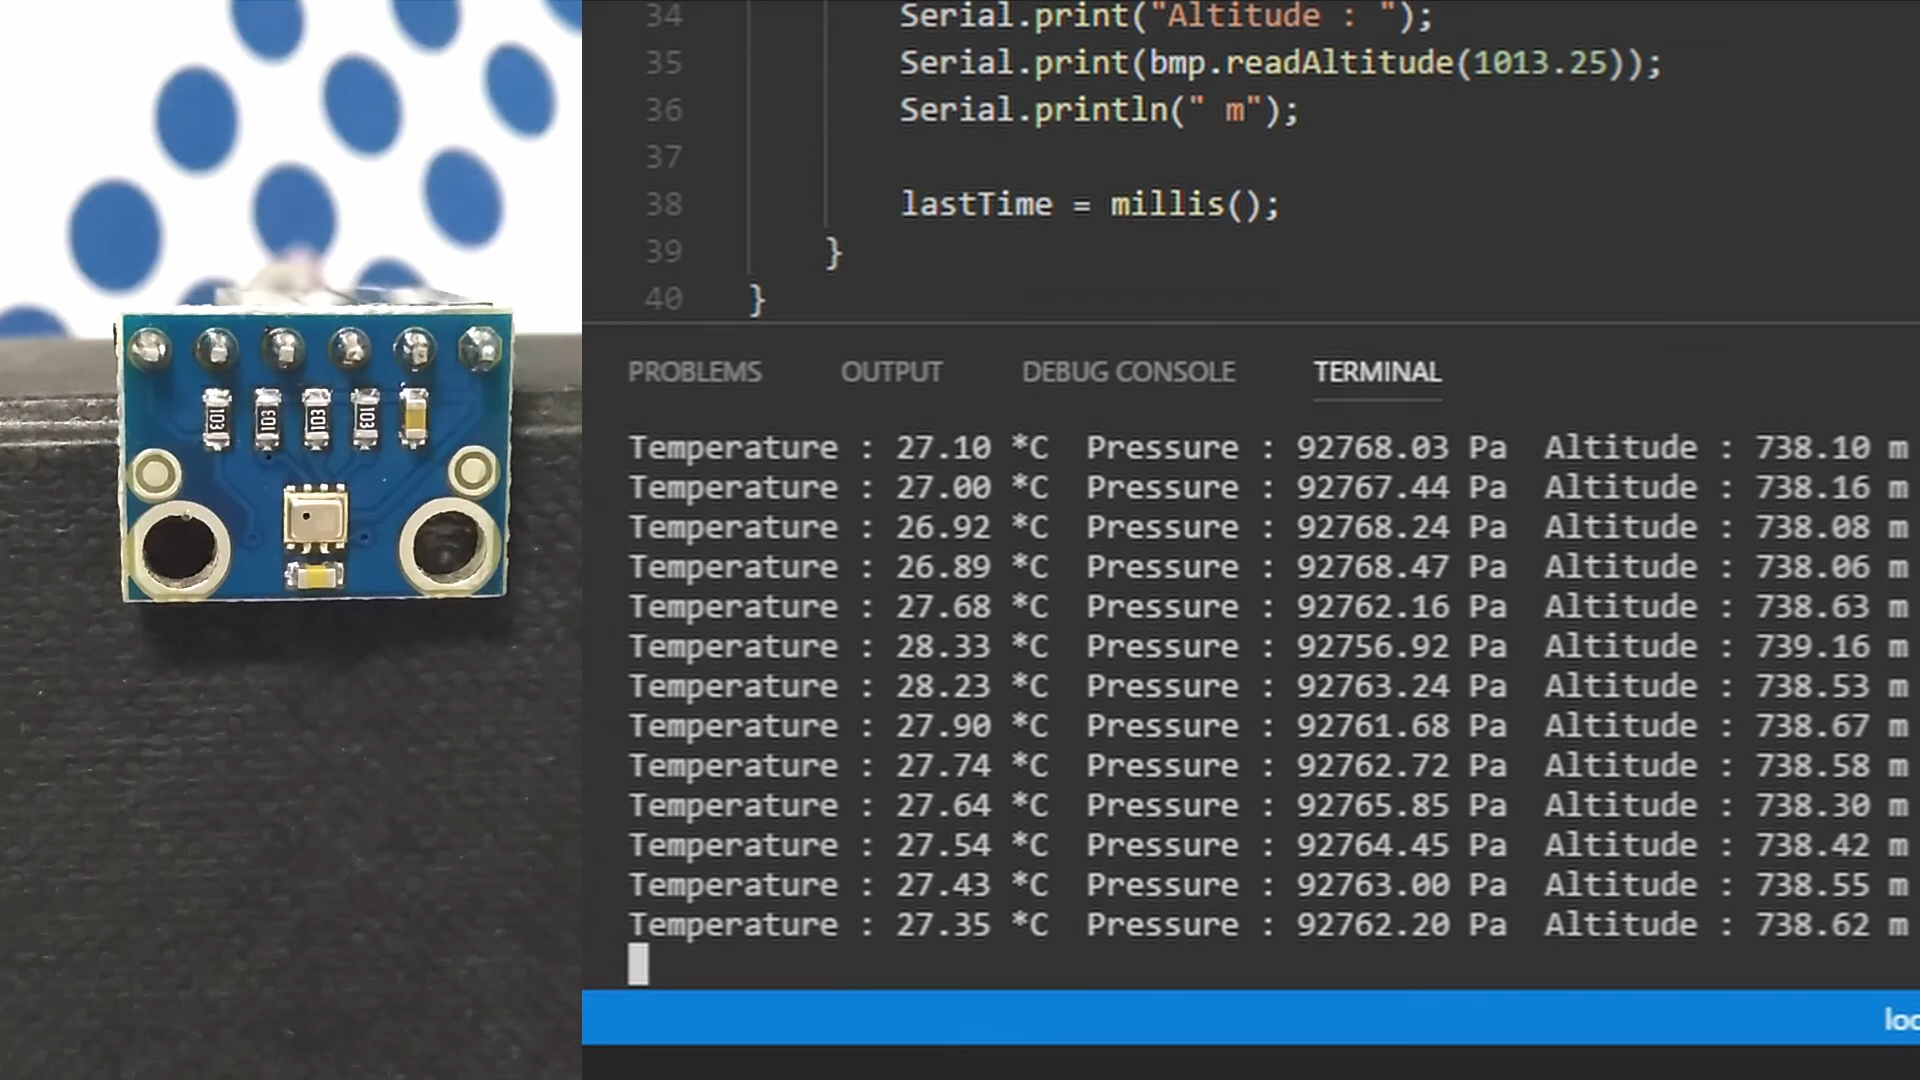 103 103 103 103
34 Serial.print("Altitude : ");
35 Serial.print(bmp.readAltitude(1013.25));
36 Serial.println(" m");
37
38 lastTime = millis();
39 }
40 }
PROBLEMS OUTPUT DEBUG CONSOLE TERMINAL
Temperature : 27.10 *C  Pressure : 92768.03 Pa  Altitude : 738.10 m
Temperature : 27.00 *C  Pressure : 92767.44 Pa  Altitude : 738.16 m
Temperature : 26.92 *C  Pressure : 92768.24 Pa  Altitude : 738.08 m
Temperature : 26.89 *C  Pressure : 92768.47 Pa  Altitude : 738.06 m
Temperature : 27.68 *C  Pressure : 92762.16 Pa  Altitude : 738.63 m
Temperature : 28.33 *C  Pressure : 92756.92 Pa  Altitude : 739.16 m
Temperature : 28.23 *C  Pressure : 92763.24 Pa  Altitude : 738.53 m
Temperature : 27.90 *C  Pressure : 92761.68 Pa  Altitude : 738.67 m
Temperature : 27.74 *C  Pressure : 92762.72 Pa  Altitude : 738.58 m
Temperature : 27.64 *C  Pressure : 92765.85 Pa  Altitude : 738.30 m
Temperature : 27.54 *C  Pressure : 92764.45 Pa  Altitude : 738.42 m
Temperature : 27.43 *C  Pressure : 92763.00 Pa  Altitude : 738.55 m
Temperature : 27.35 *C  Pressure : 92762.20 Pa  Altitude : 738.62 m